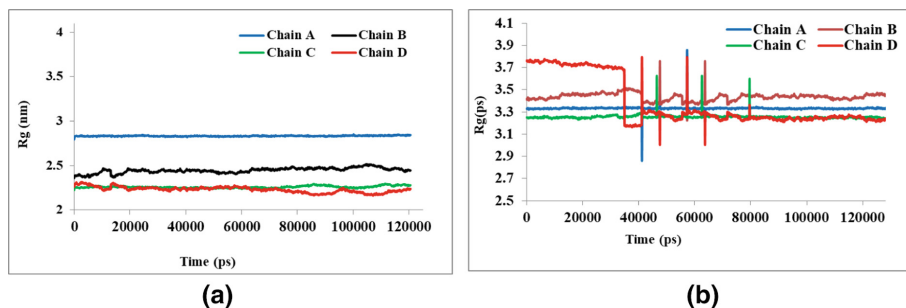 4
3.5
3
2.5
2
Rg (nm)
Chain A
Chain B
Chain C
Chain D
0
20000
40000
60000
80000
100000
120000
Time (ps)
(a)
4.1
3.9
3.7
3.5
3.3
3.1
2.9
2.7
2.5
Rg(ps)
Chain A
Chain B
Chain C
Chain D
0
20000
40000
60000
80000
100000
120000
Time (ps)
(b)